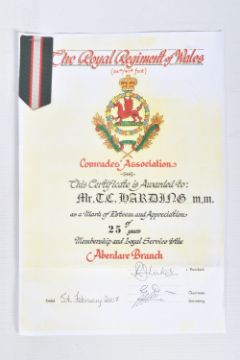 The Royal Regiment of Wales
(24th/41st Foot)
Comrades' Association
This Certificate is Awarded to:
Mr. T.C. HARDING m.m.
as a Mark of Esteem and Appreciation
of
25 years
Membership and Loyal Service to the
Aberdare Branch
President
Chairman
Dated 5th February 2001
Secretary